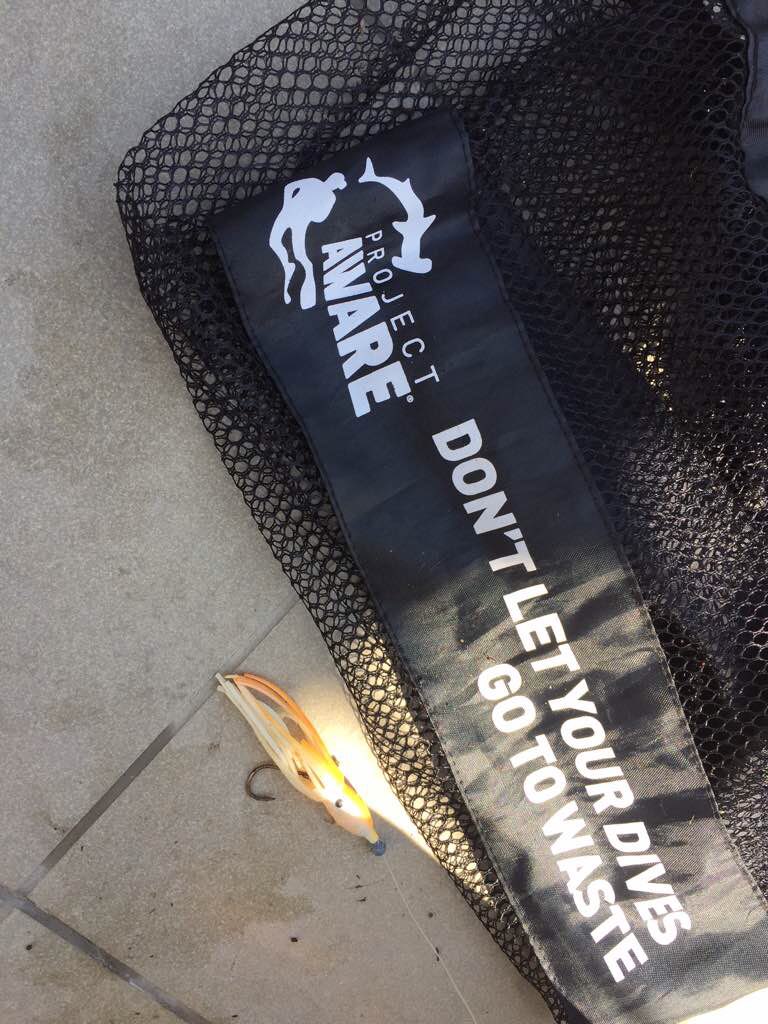 PROJECT
AWARE®
DON'T LET YOUR DIVES
GO TO WASTE